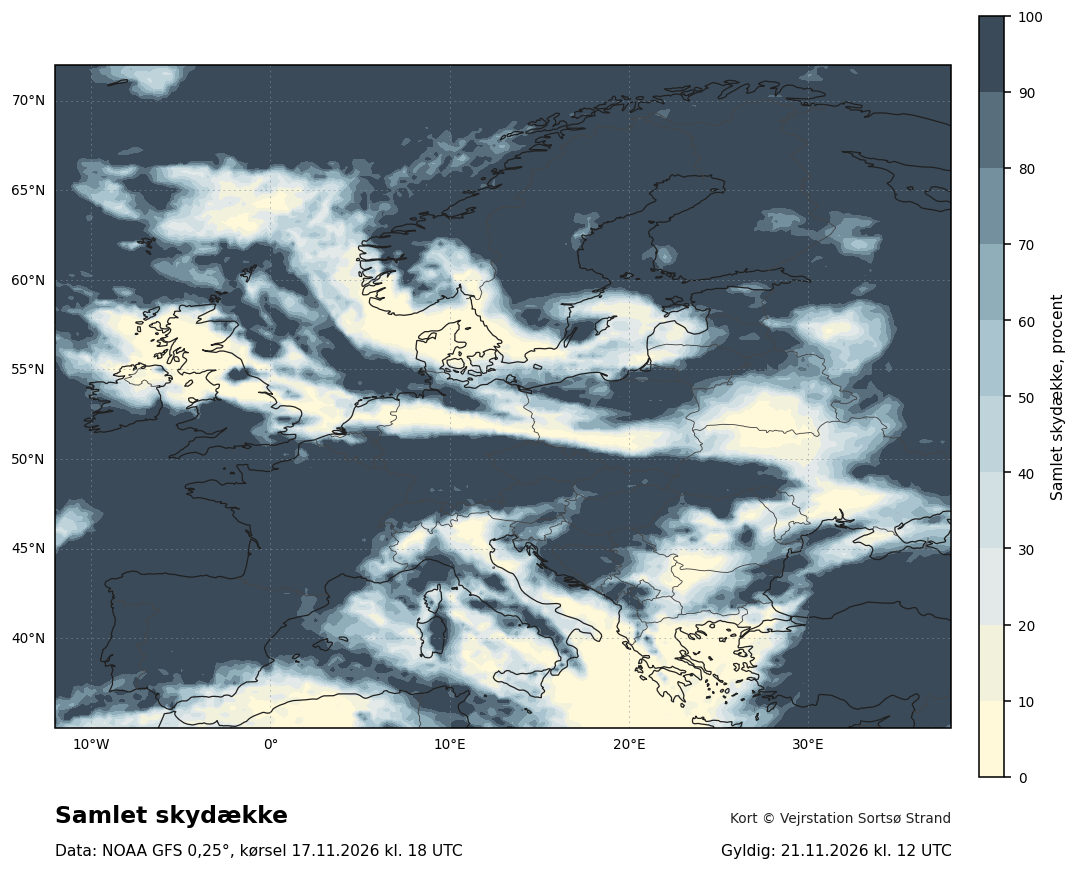 100
90
80
70
60
50
40
30
20
10
0
Samlet skydække, procent
70°N
65°N
60°N
55°N
50°N
45°N
40°N
10°W
0°
10°E
20°E
30°E
Samlet skydække
Kort © Vejrstation Sortsø Strand
Data: NOAA GFS 0,25°, kørsel 17.11.2026 kl. 18 UTC
Gyldig: 21.11.2026 kl. 12 UTC